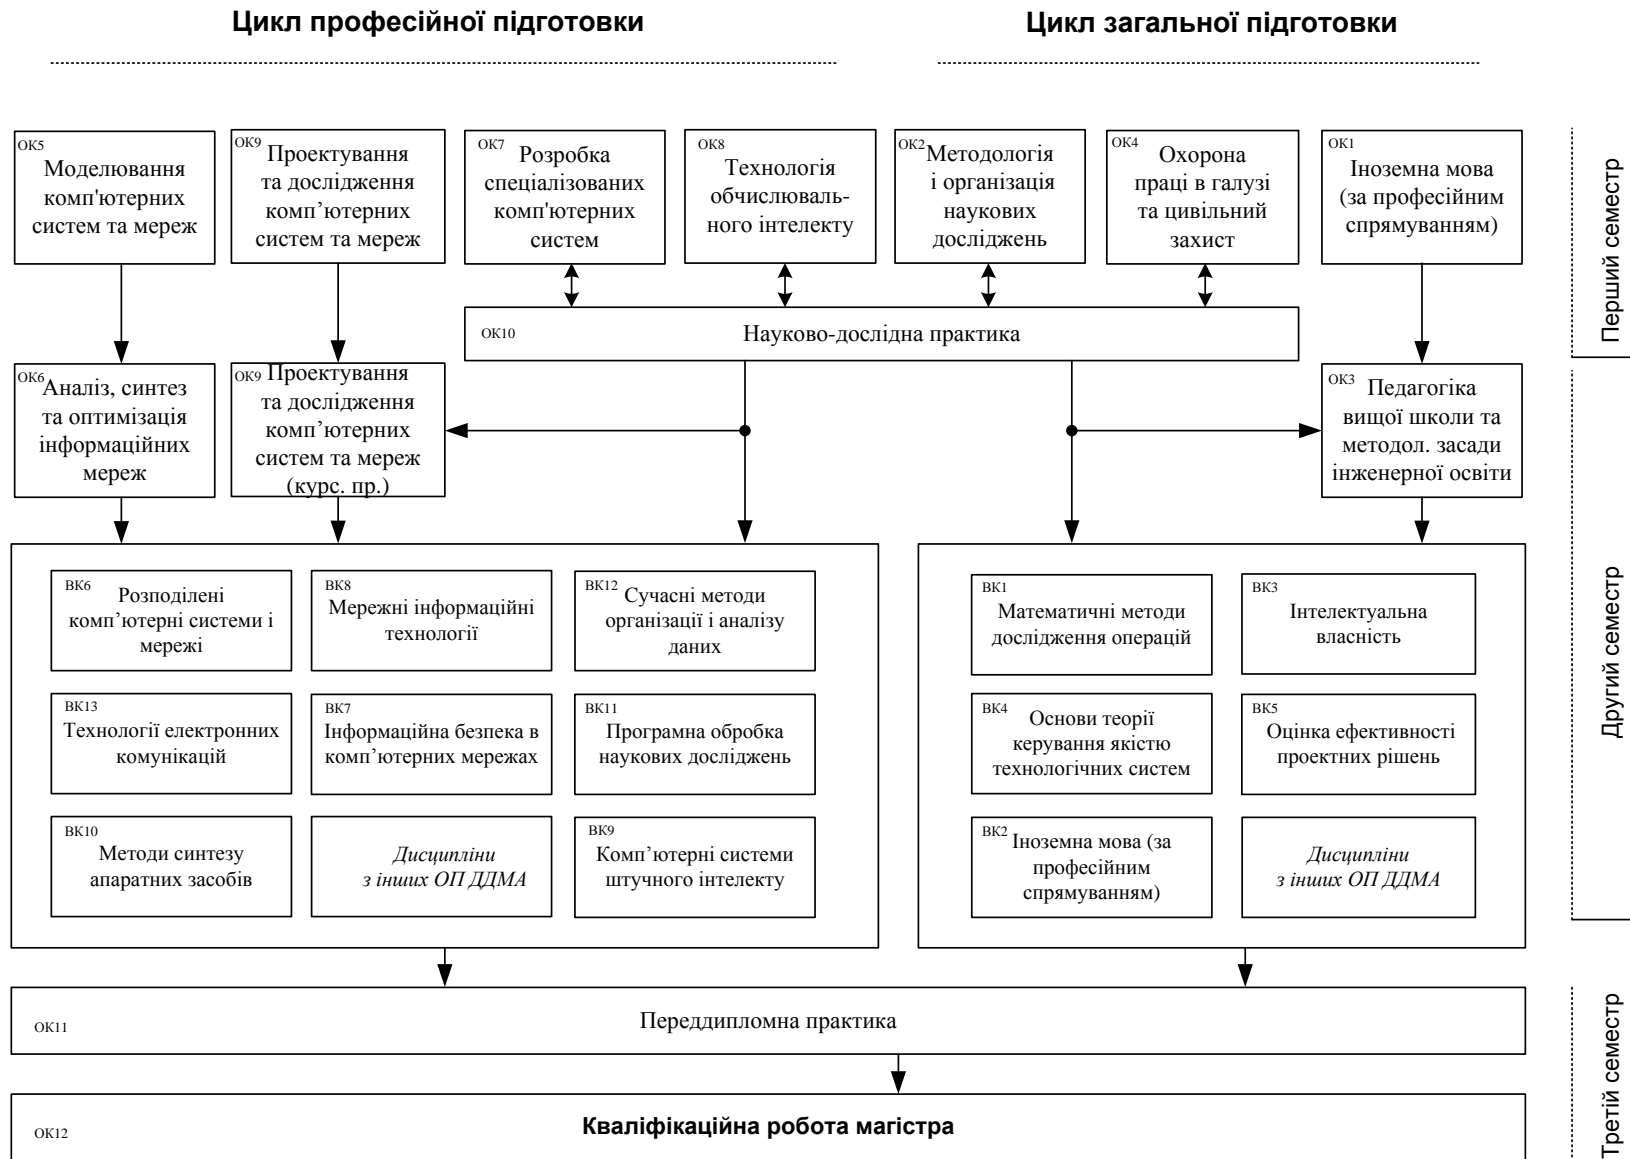 Цикл професійної підготовки
Цикл загальної підготовки
ОК5
Моделювання
комп'ютерних
систем та мереж
ОК9
Проектування
та дослідження
комп’ютерних
систем та мереж
ОК7
Розробка
спеціалізованих
комп'ютерних
систем
ОК8
Технологія
обчислюваль-
ного інтелекту
ОК2
Методологія
і організація
наукових
досліджень
ОК4
Охорона
праці в галузі
та цивільний
захист
ОК1
Іноземна мова
(за професійним
спрямуванням)
Перший семестр
ОК10
Науково-дослідна практика
ОК6
Аналіз, синтез
та оптимізація
інформаційних
мереж
ОК9
Проектування
та дослідження
комп’ютерних
систем та мереж
(курс. пр.)
ОК3
Педагогіка
вищої школи та
методол. засади
інженерної освіти
Другий семестр
ВК6
Розподілені
комп’ютерні системи і
мережі
ВК8
Мережні інформаційні
технології
ВК12
Сучасні методи
організації і аналізу
даних
ВК1
Математичні методи
дослідження операцій
ВК3
Інтелектуальна
власність
ВК13
Технології електронних
комунікацій
ВК7
Інформаційна безпека в
комп’ютерних мережах
ВК11
Програмна обробка
наукових досліджень
ВК4
Основи теорії
керування якістю
технологічних систем
ВК5
Оцінка ефективності
проектних рішень
ВК10
Методи синтезу
апаратних засобів
Дисципліни
з інших ОП ДДМА
ВК9
Комп’ютерні системи
штучного інтелекту
ВК2
Іноземна мова (за
професійним
спрямуванням)
Дисципліни
з інших ОП ДДМА
ОК11
Переддипломна практика
Третій семестр
ОК12
Кваліфікаційна робота магістра